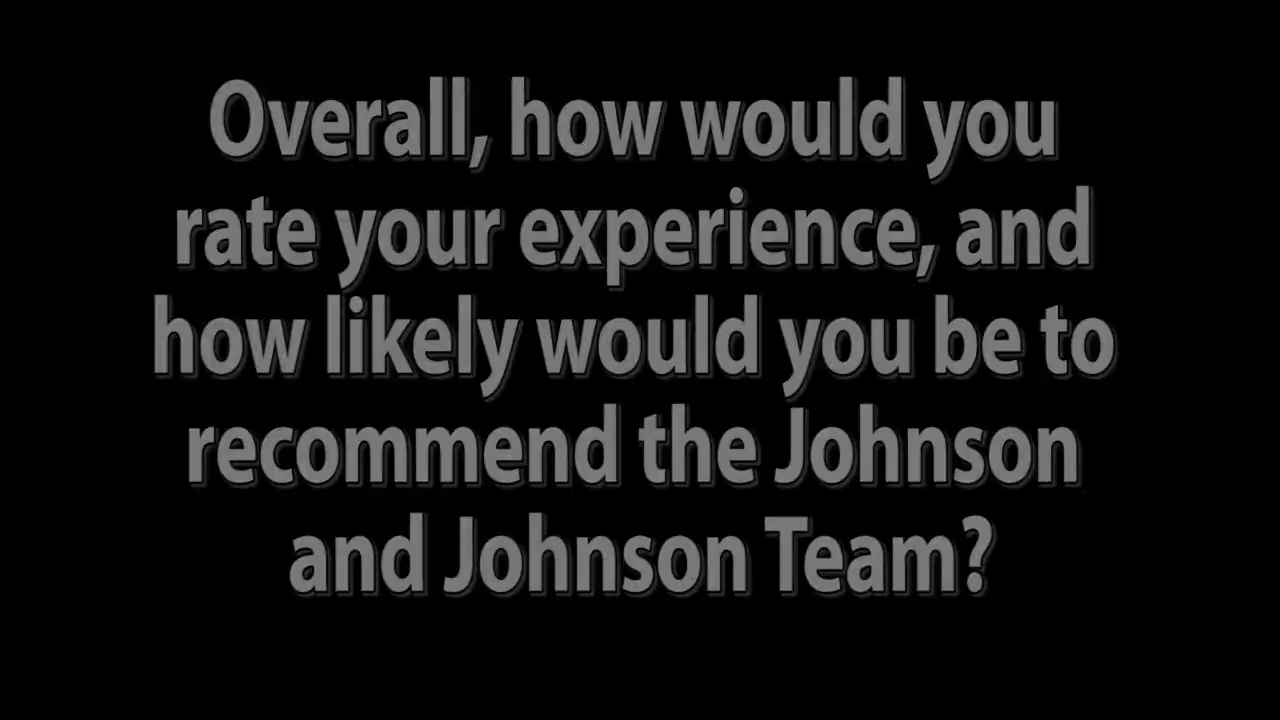 Overall, how would you
rate your experience, and
how likely would you be to
recommend the Johnson
and Johnson Team?